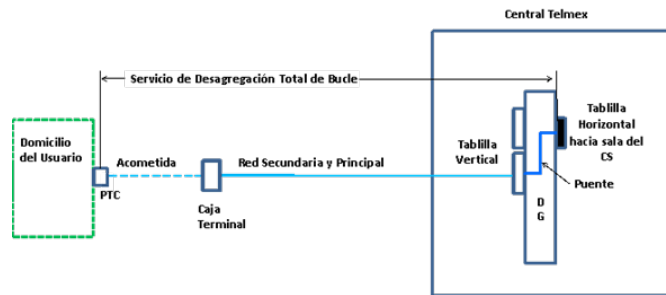 Central Telmex
Servicio de Desagregación Total de Bucle
Tablilla
Horizontal
hacia sala del
CS
Domicilio
del Usuario
Tablilla
Vertical
Acometida
Red Secundaria y Principal
Puente
PTC
Caja
Terminal
D
G